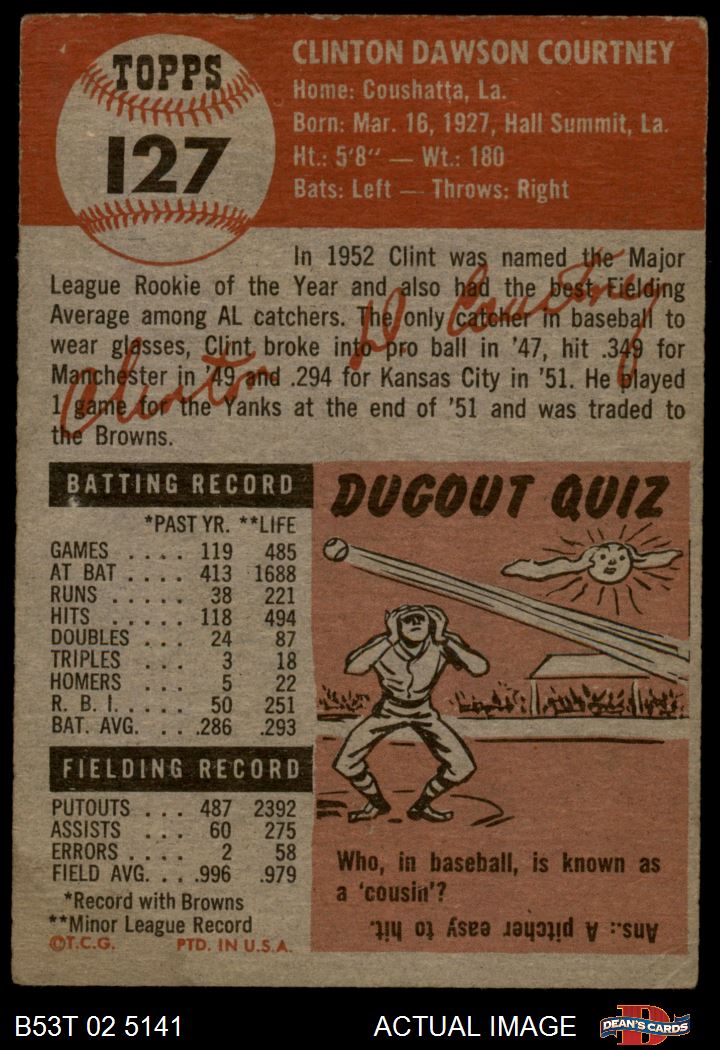 TOPPS
127
CLINTON DAWSON COURTNEY
Home: Coushatta, La.
Born: Mar. 16, 1927, Hall Summit, La.
Ht.: 5'8" — Wt.: 180
Bats: Left — Throws: Right
In 1952 Clint was named the Major
League Rookie of the Year and also had the best Fielding
Average among AL catchers. The only catcher in baseball to
wear glasses, Clint broke into pro ball in '47, hit .349 for
Manchester in '49 and .294 for Kansas City in '51. He played
1 game for the Yanks at the end of '51 and was traded to
the Browns.
Clinton D. Courtney
BATTING RECORD
*PAST YR. **LIFE
GAMES .... 119 485
AT BAT .... 413 1688
RUNS ..... 38 221
HITS ..... 118 494
DOUBLES .... 24 87
TRIPLES .... 3 18
HOMERS .... 5 22
R. B. I. .... 50 251
BAT. AVG. ... .286 .293
FIELDING RECORD
PUTOUTS ... 487 2392
ASSISTS ... 60 275
ERRORS ... 2 58
FIELD AVG. .. .996 .979
*Record with Browns
**Minor League Record
©T.C.G. PTD. IN U.S.A.
DUGOUT QUIZ
Who, in baseball, is known as
a 'cousin'?
Ans.: A pitcher easy to hit.
B53T 02 5141
ACTUAL IMAGE
D
DEAN'S CARDS